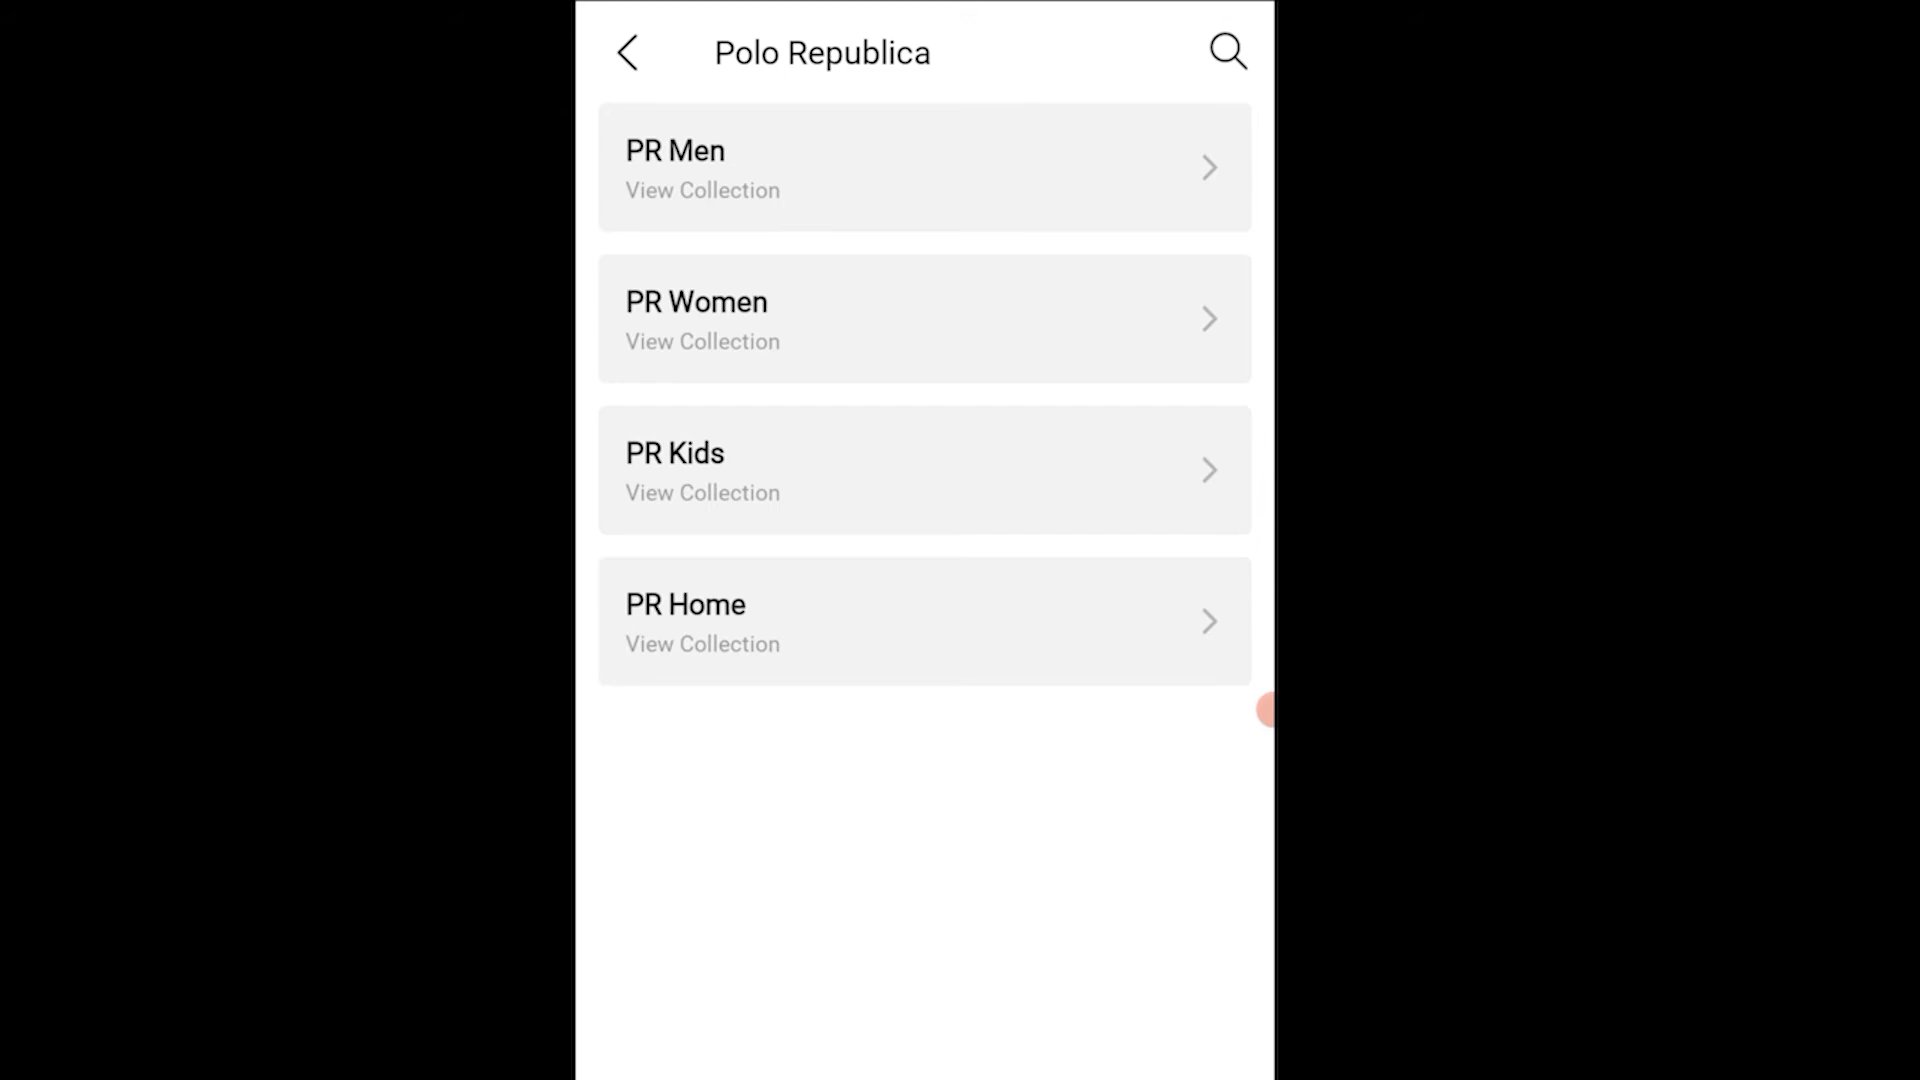 Polo Republica
PR Men
View Collection
PR Women
View Collection
PR Kids
View Collection
PR Home
View Collection